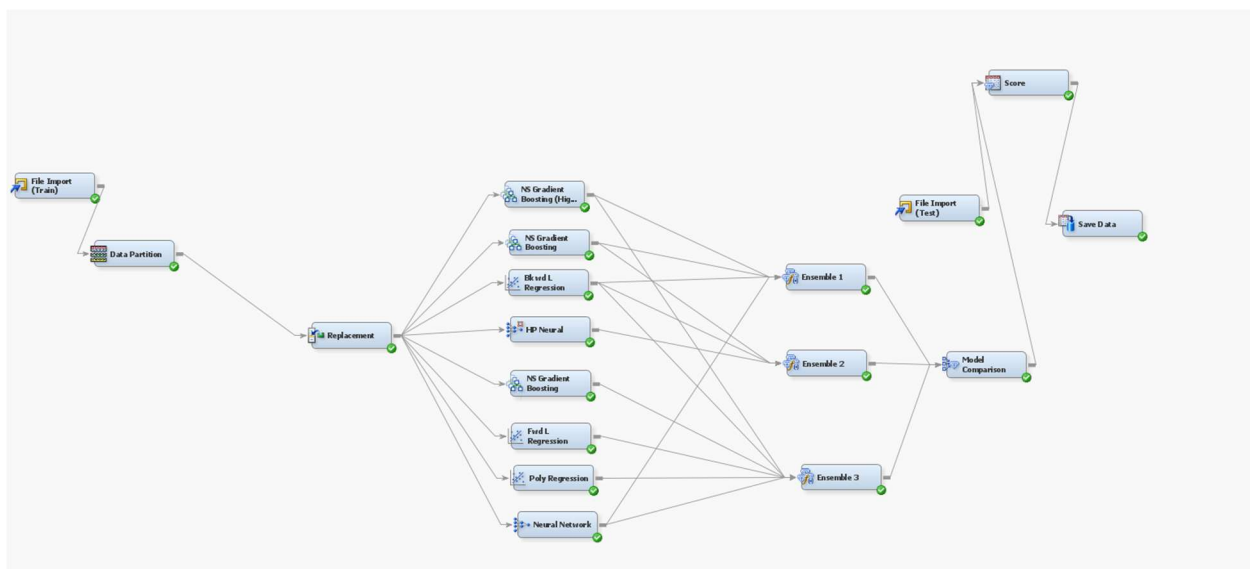 File Import
(Train)
Data Partition
Replacement
NS Gradient
Boosting (Hig...
NS Gradient
Boosting
Bkwd L
Regression
HP Neural
NS Gradient
Boosting
Fwd L
Regression
Poly Regression
Neural Network
Ensemble 1
Ensemble 2
Ensemble 3
Model
Comparison
File Import
(Test)
Score
Save Data